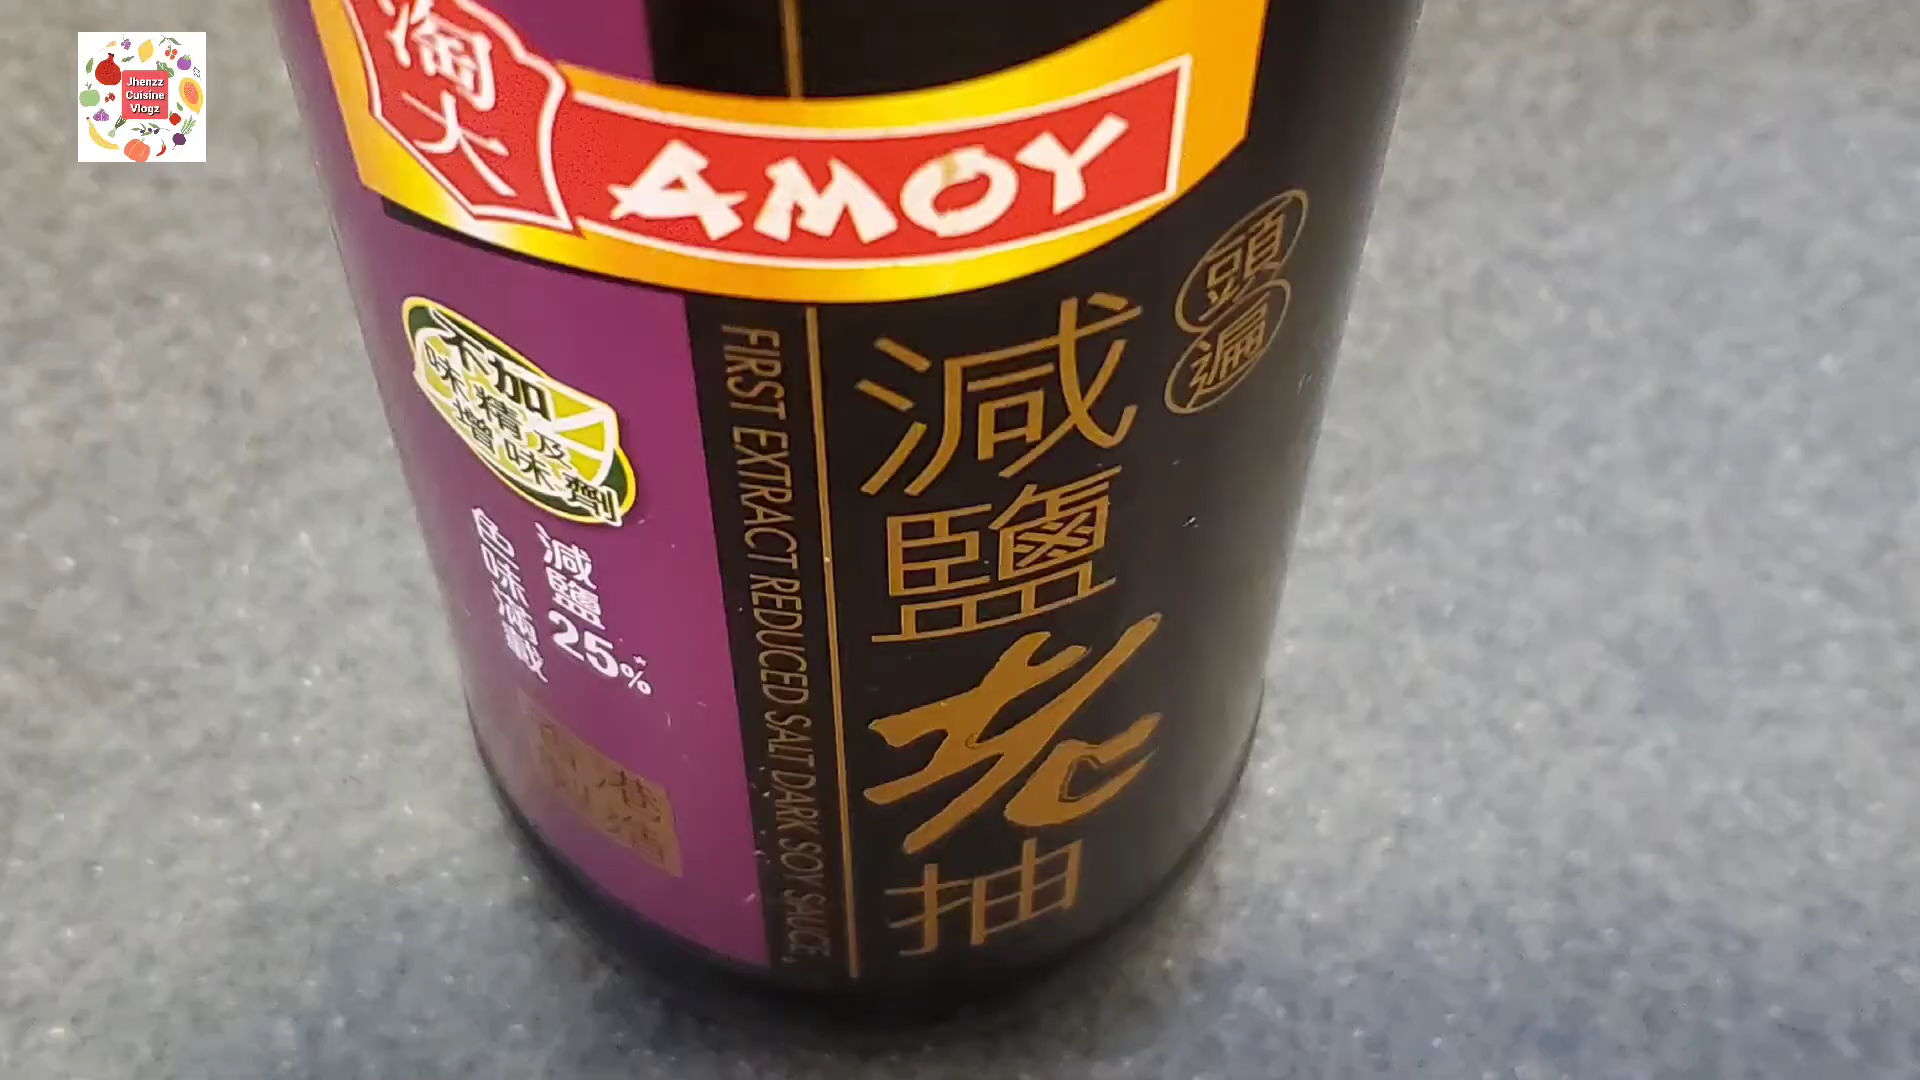 Jhenzz
Cuisine
Vlogz
淘大
AMOY
頭遍
減鹽老抽
FIRST EXTRACT REDUCED SALT DARK SOY SAUCE
不加
味精及
增味劑
減鹽25%*
色味滿載